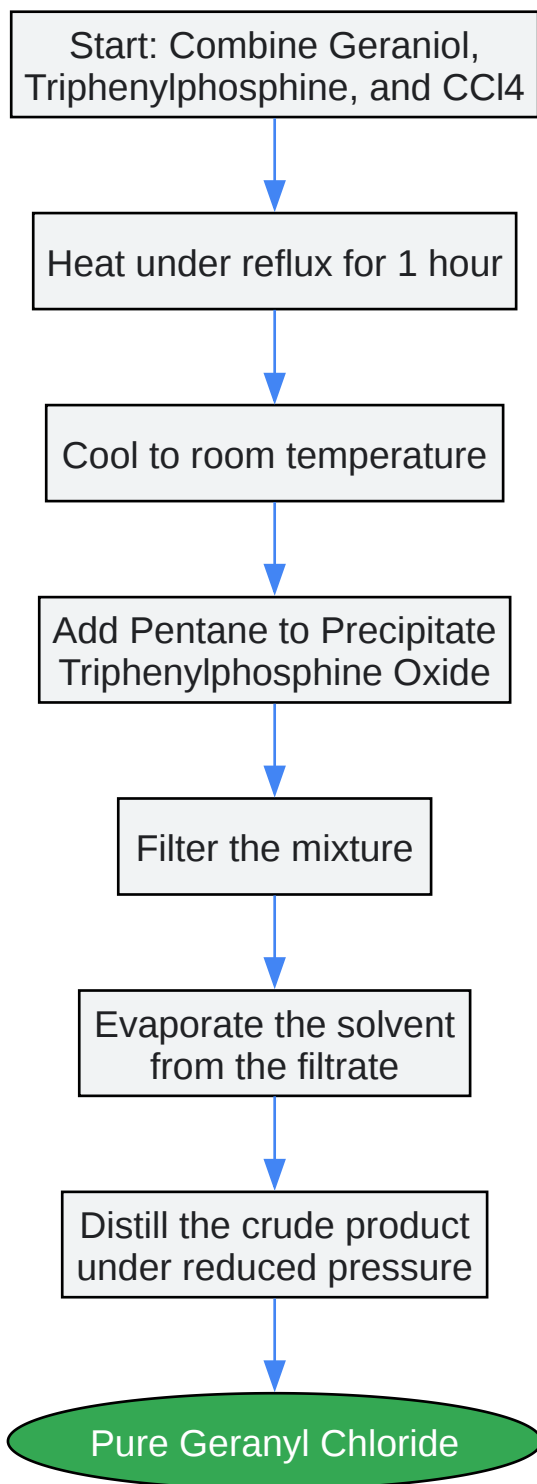 Start: Combine Geraniol,
Triphenylphosphine, and CCl4
Heat under reflux for 1 hour
Cool to room temperature
Add Pentane to Precipitate
Triphenylphosphine Oxide
Filter the mixture
Evaporate the solvent
from the filtrate
Distill the crude product
under reduced pressure
Pure Geranyl Chloride